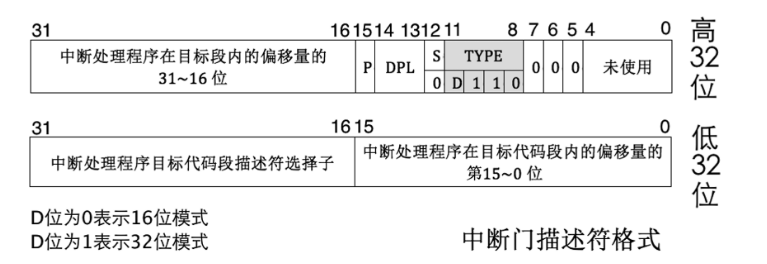 31 16 15 14 13 12 11 8 7 6 5 4 0
中断处理程序在目标段内的偏移量的
31~16 位
P
DPL
S
TYPE
0 D 1 1 0
0 0 0
未使用
高32位
31 16 15 0
中断处理程序目标代码段描述符选择子
中断处理程序在目标代码段内的偏移量的
第15~0 位
低32位
D位为0表示16位模式
D位为1表示32位模式
中断门描述符格式